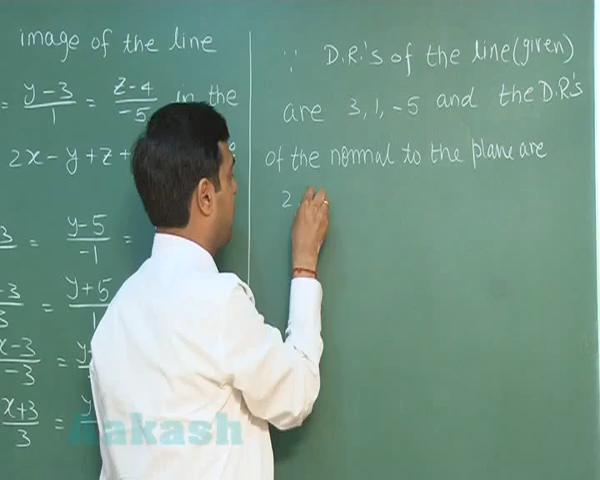 image of the line
= y-3/1 = z-4/-5 in the
2x - y + z +
3 = y-5/-1 =
= y+5/1
x-3/-3 =
x+3/3 =
∵ D.R.'s of the line (given)
are 3, 1, -5 and the D.R's
of the normal to the plane are
2
Aakash